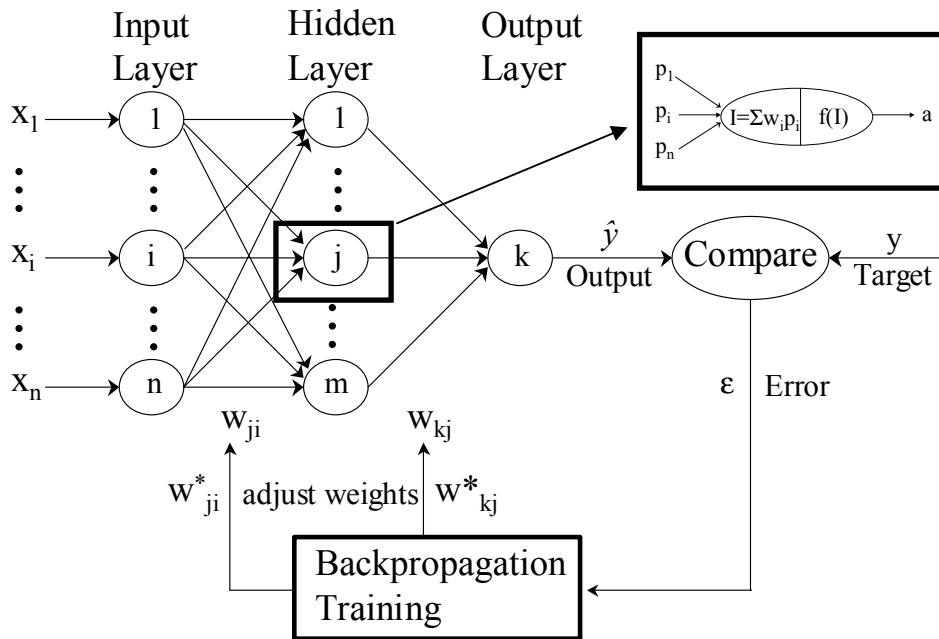 Input Layer
Hidden Layer
Output Layer
p₁
pᵢ
pₙ
I=Σwᵢpᵢ
f(I)
a
x₁
1
1
xᵢ
i
j
k
ŷ
Output
Compare
y
Target
xₙ
n
m
ε
Error
wⱼᵢ
wₖⱼ
w*ⱼᵢ
adjust weights
w*ₖⱼ
Backpropagation
Training